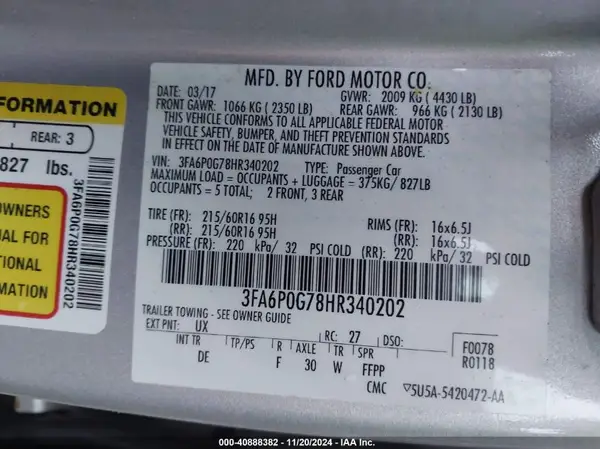 FORMATION
REAR: 3
827 lbs.
OWNERS
AL FOR
TIONAL
MATION
3FA6P0G78HR340202
MFD. BY FORD MOTOR CO.
DATE: 03/17 GVWR: 2009 KG ( 4430 LB)
FRONT GAWR: 1066 KG ( 2350 LB) REAR GAWR: 966 KG ( 2130 LB)
THIS VEHICLE CONFORMS TO ALL APPLICABLE FEDERAL MOTOR
VEHICLE SAFETY, BUMPER, AND THEFT PREVENTION STANDARDS
IN EFFECT ON THE DATE OF MANUFACTURE SHOWN ABOVE.
VIN: 3FA6P0G78HR340202 TYPE: Passenger Car
MAXIMUM LOAD = OCCUPANTS + LUGGAGE = 375KG/ 827LB
OCCUPANTS = 5 TOTAL; 2 FRONT, 3 REAR
TIRE (FR): 215/60R16 95H RIMS (FR): 16x6.5J
(RR): 215/60R16 95H (RR): 16x6.5J
PRESSURE (FR): 220 kPa/ 32 PSI COLD (RR): 220 kPa/ 32 PSI COLD
3FA6P0G78HR340202
TRAILER TOWING - SEE OWNER GUIDE
EXT PNT: UX RC: 27 DSO: F0078
INT TR TP/PS R AXLE TR SPR R0118
DE F 30 W FFPP
CMC 5U5A-5420472-AA
©00-40888382 - 11/20/2024 - IAA Inc.